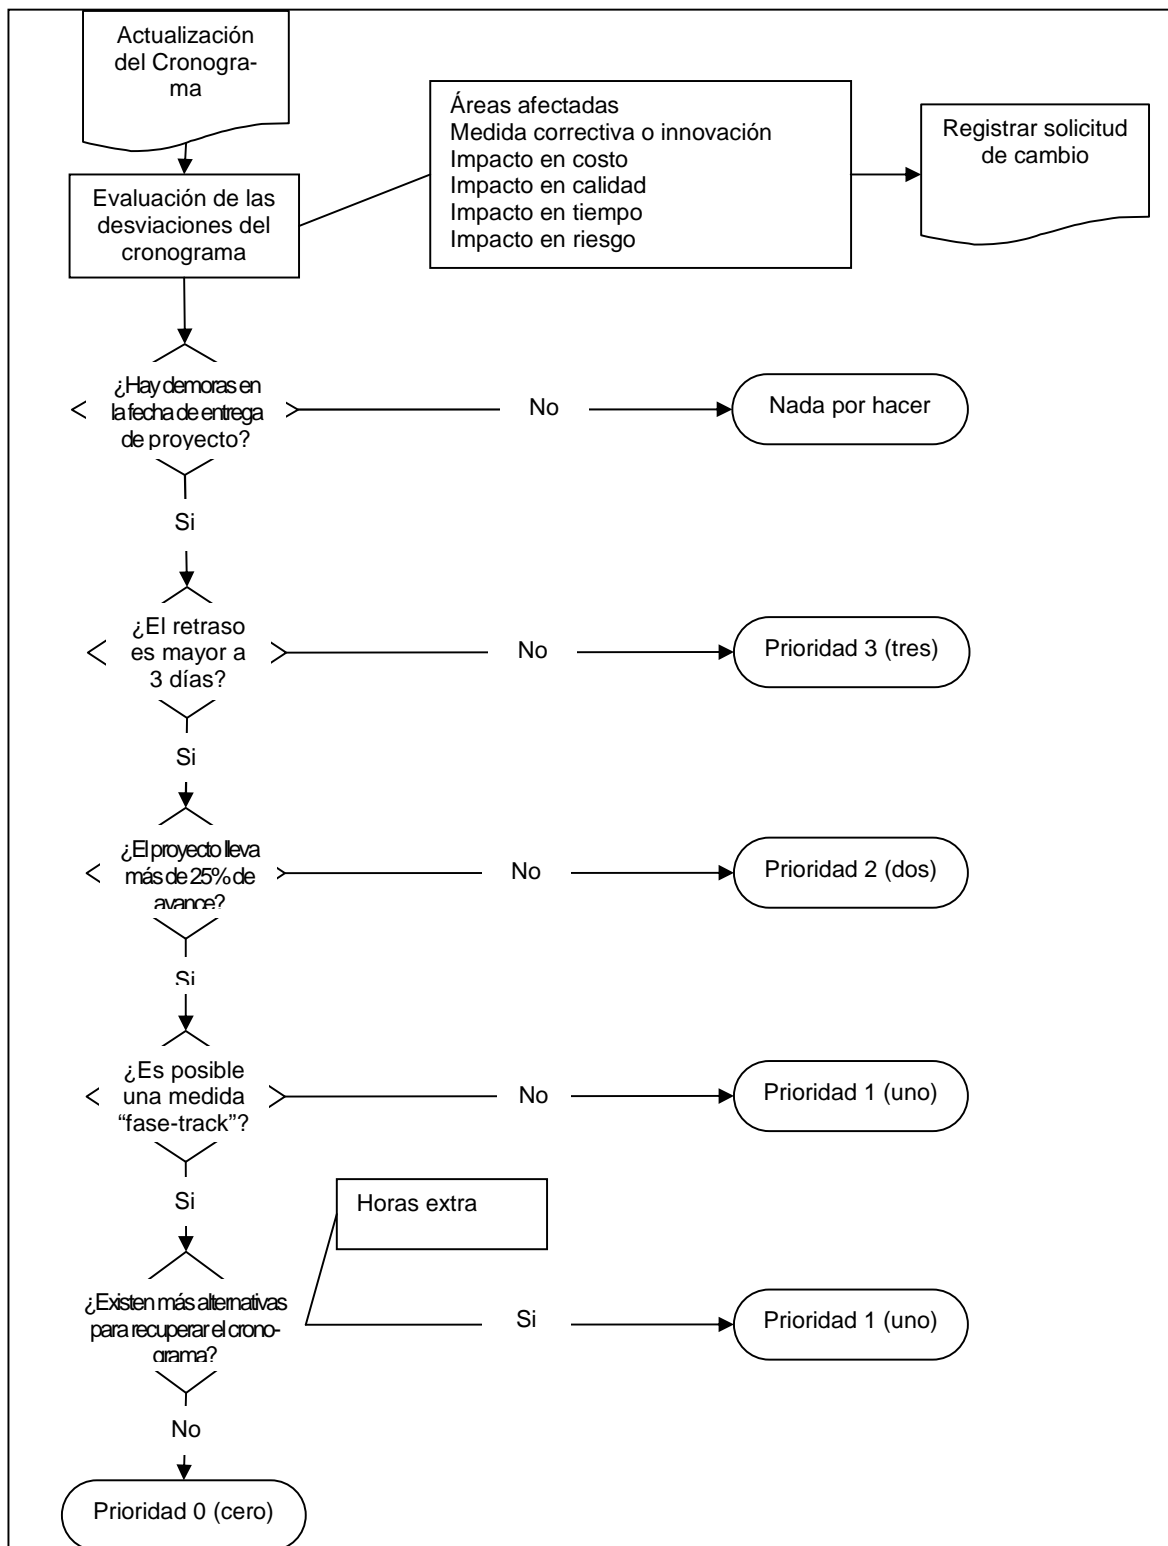 Actualización
del Cronogra-
ma
Áreas afectadas
Medida correctiva o innovación
Impacto en costo
Impacto en calidad
Impacto en tiempo
Impacto en riesgo
Registrar solicitud
de cambio
Evaluación de las
desviaciones del
cronograma
¿Hay demoras en
la fecha de entrega
de proyecto?
No
Nada por hacer
Si
¿El retraso
es mayor a
3 días?
No
Prioridad 3 (tres)
Si
¿El proyecto lleva
más de 25% de
avance?
No
Prioridad 2 (dos)
Si
¿Es posible
una medida
“fase-track”?
No
Prioridad 1 (uno)
Si
Horas extra
¿Existen más alternativas
para recuperar el crono-
grama?
Si
Prioridad 1 (uno)
No
Prioridad 0 (cero)